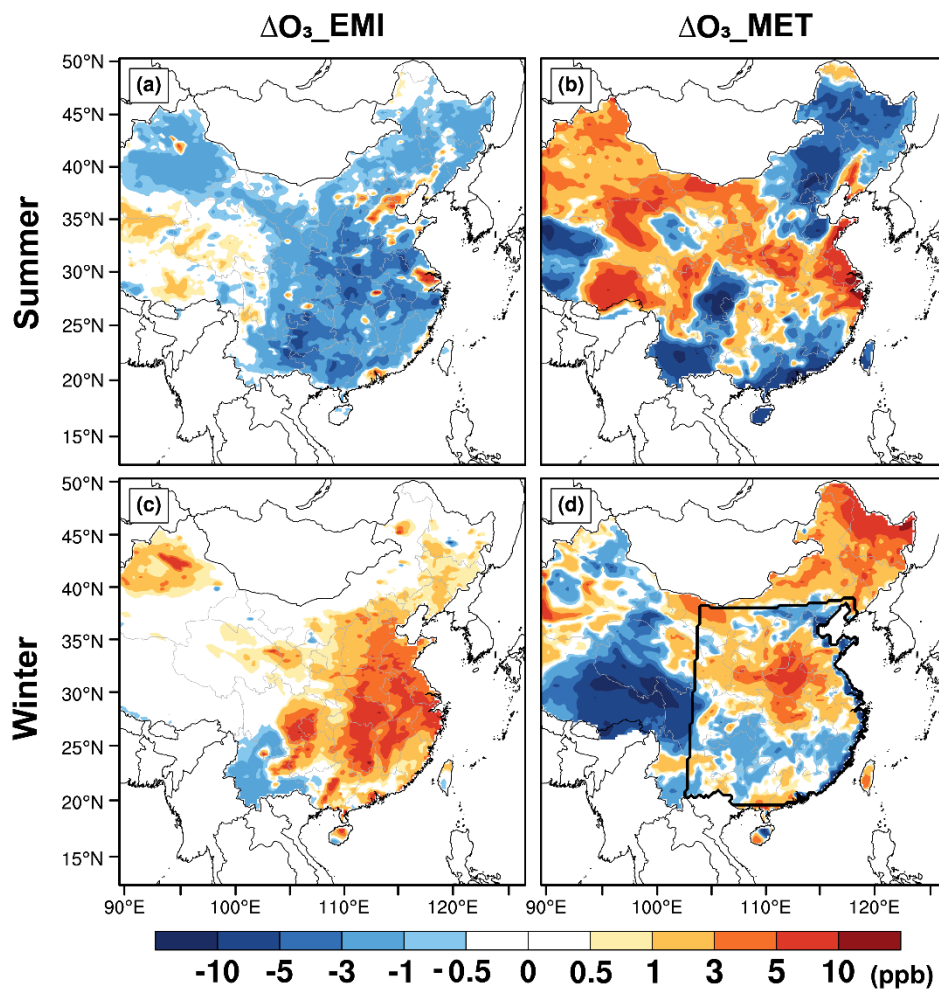 ΔO₃_EMI ΔO₃_MET
50°N (a) (b)
45°N
40°N
35°N
Summer
30°N
25°N
20°N
15°N
50°N (c) (d)
45°N
40°N
35°N
Winter
30°N
25°N
20°N
15°N
90°E 100°E 110°E 120°E 90°E 100°E 110°E 120°E
-10 -5 -3 -1 -0.5 0 0.5 1 3 5 10 (ppb)